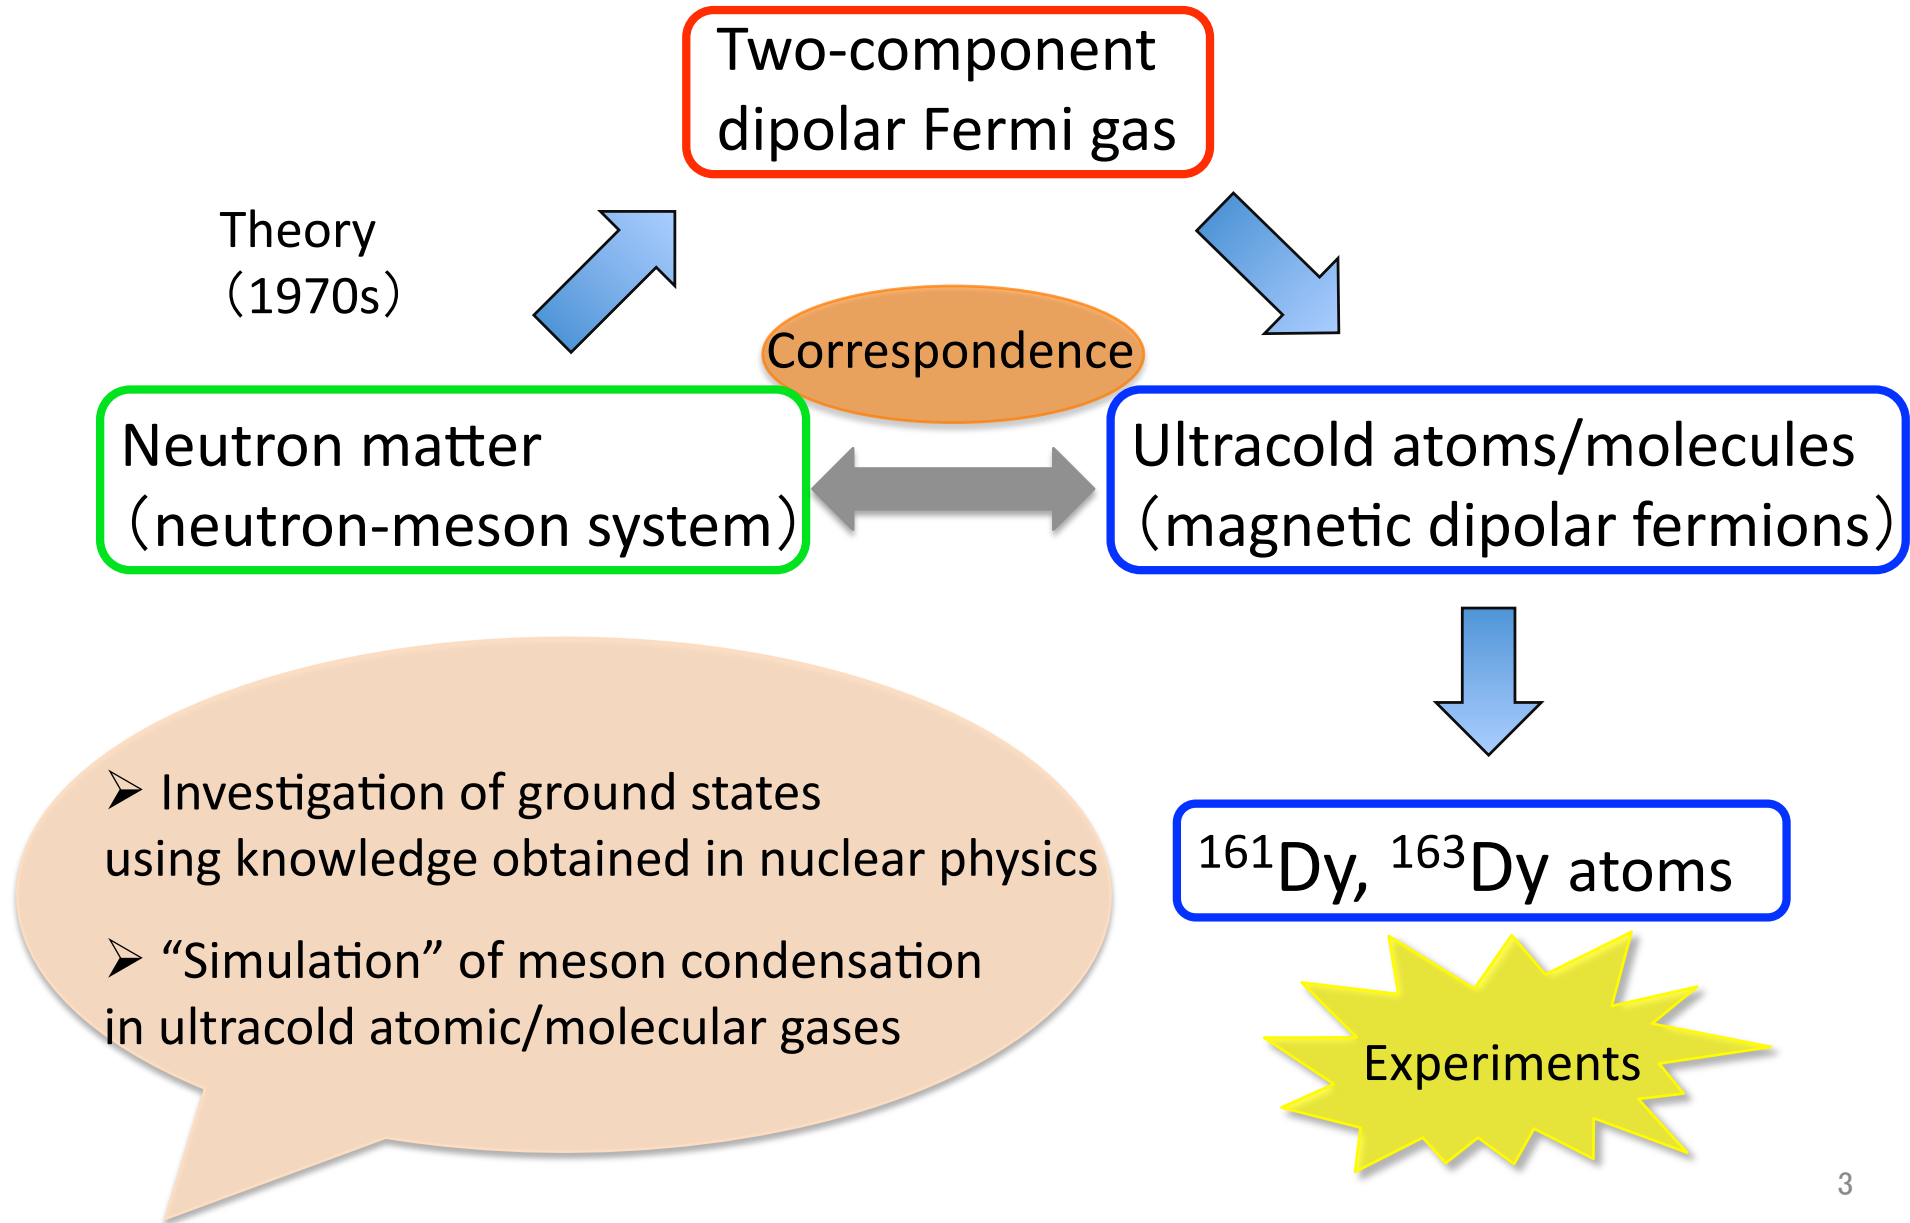 Two-component
dipolar Fermi gas
Theory
（1970s）
Correspondence
Neutron matter
（neutron-meson system）
Ultracold atoms/molecules
（magnetic dipolar fermions）
➢ Investigation of ground states
using knowledge obtained in nuclear physics
➢ “Simulation” of meson condensation
in ultracold atomic/molecular gases
¹⁶¹Dy, ¹⁶³Dy atoms
Experiments
3